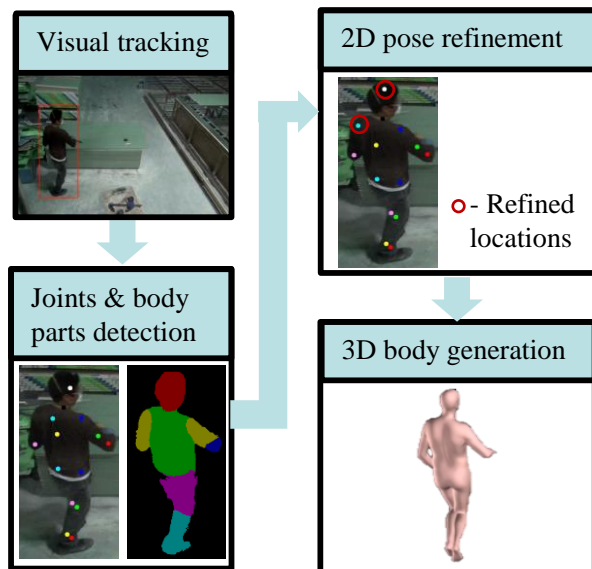 Visual tracking
Joints & body
parts detection
2D pose refinement
- Refined
locations
3D body generation